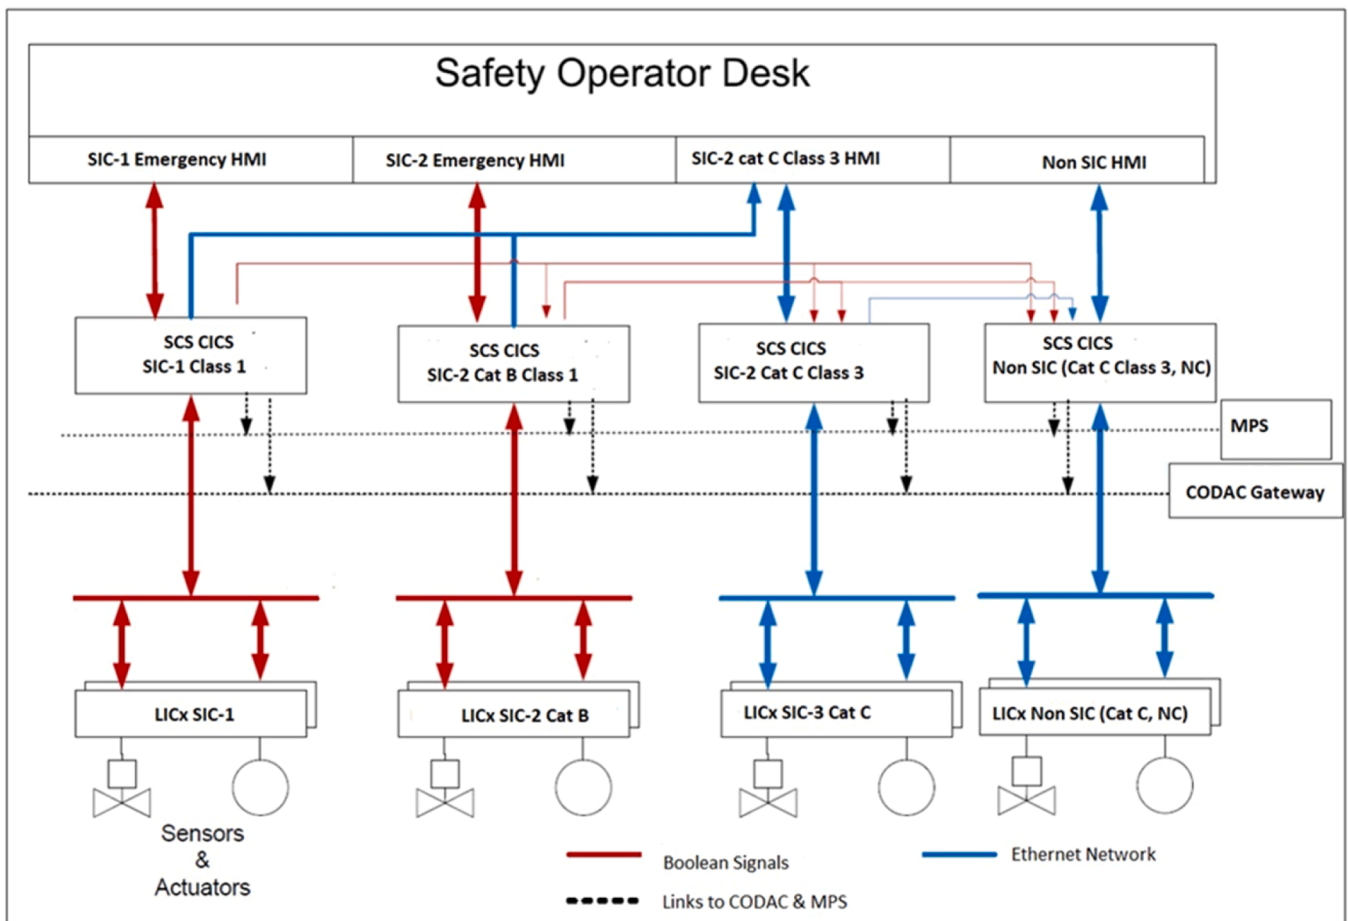 Safety Operator Desk
SIC-1 Emergency HMI
SIC-2 Emergency HMI
SIC-2 cat C Class 3 HMI
Non SIC HMI
SCS CICS
SIC-1 Class 1
SCS CICS
SIC-2 Cat B Class 1
SCS CICS
SIC-2 Cat C Class 3
SCS CICS
Non SIC (Cat C Class 3, NC)
MPS
CODAC Gateway
LICx SIC-1
LICx SIC-2 Cat B
LICx SIC-3 Cat C
LICx Non SIC (Cat C, NC)
Sensors
&
Actuators
Boolean Signals
Ethernet Network
Links to CODAC & MPS